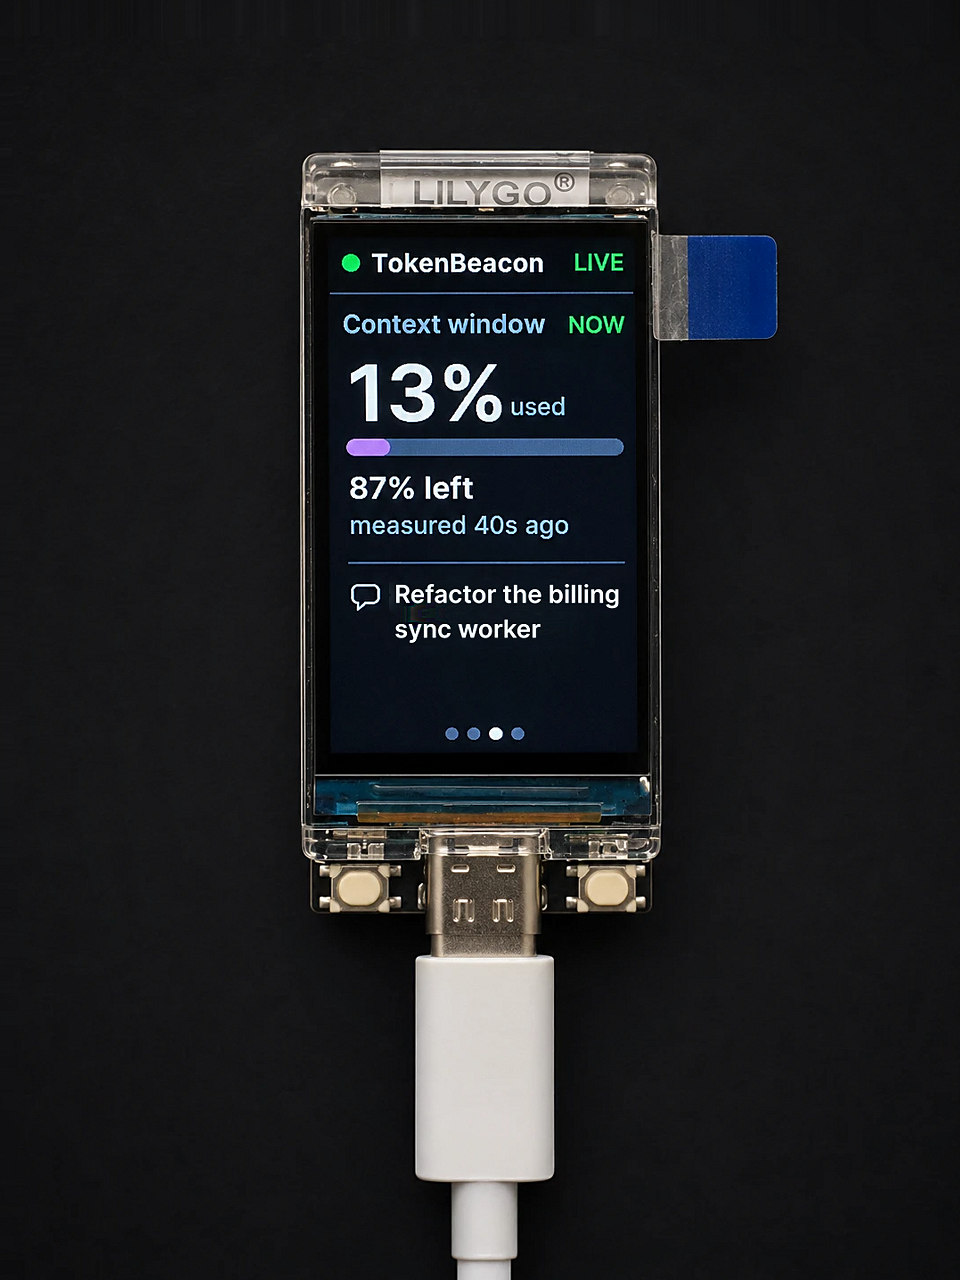 LILYGO®
TokenBeacon LIVE
Context window NOW
13% used
87% left
measured 40s ago
Refactor the billing
sync worker